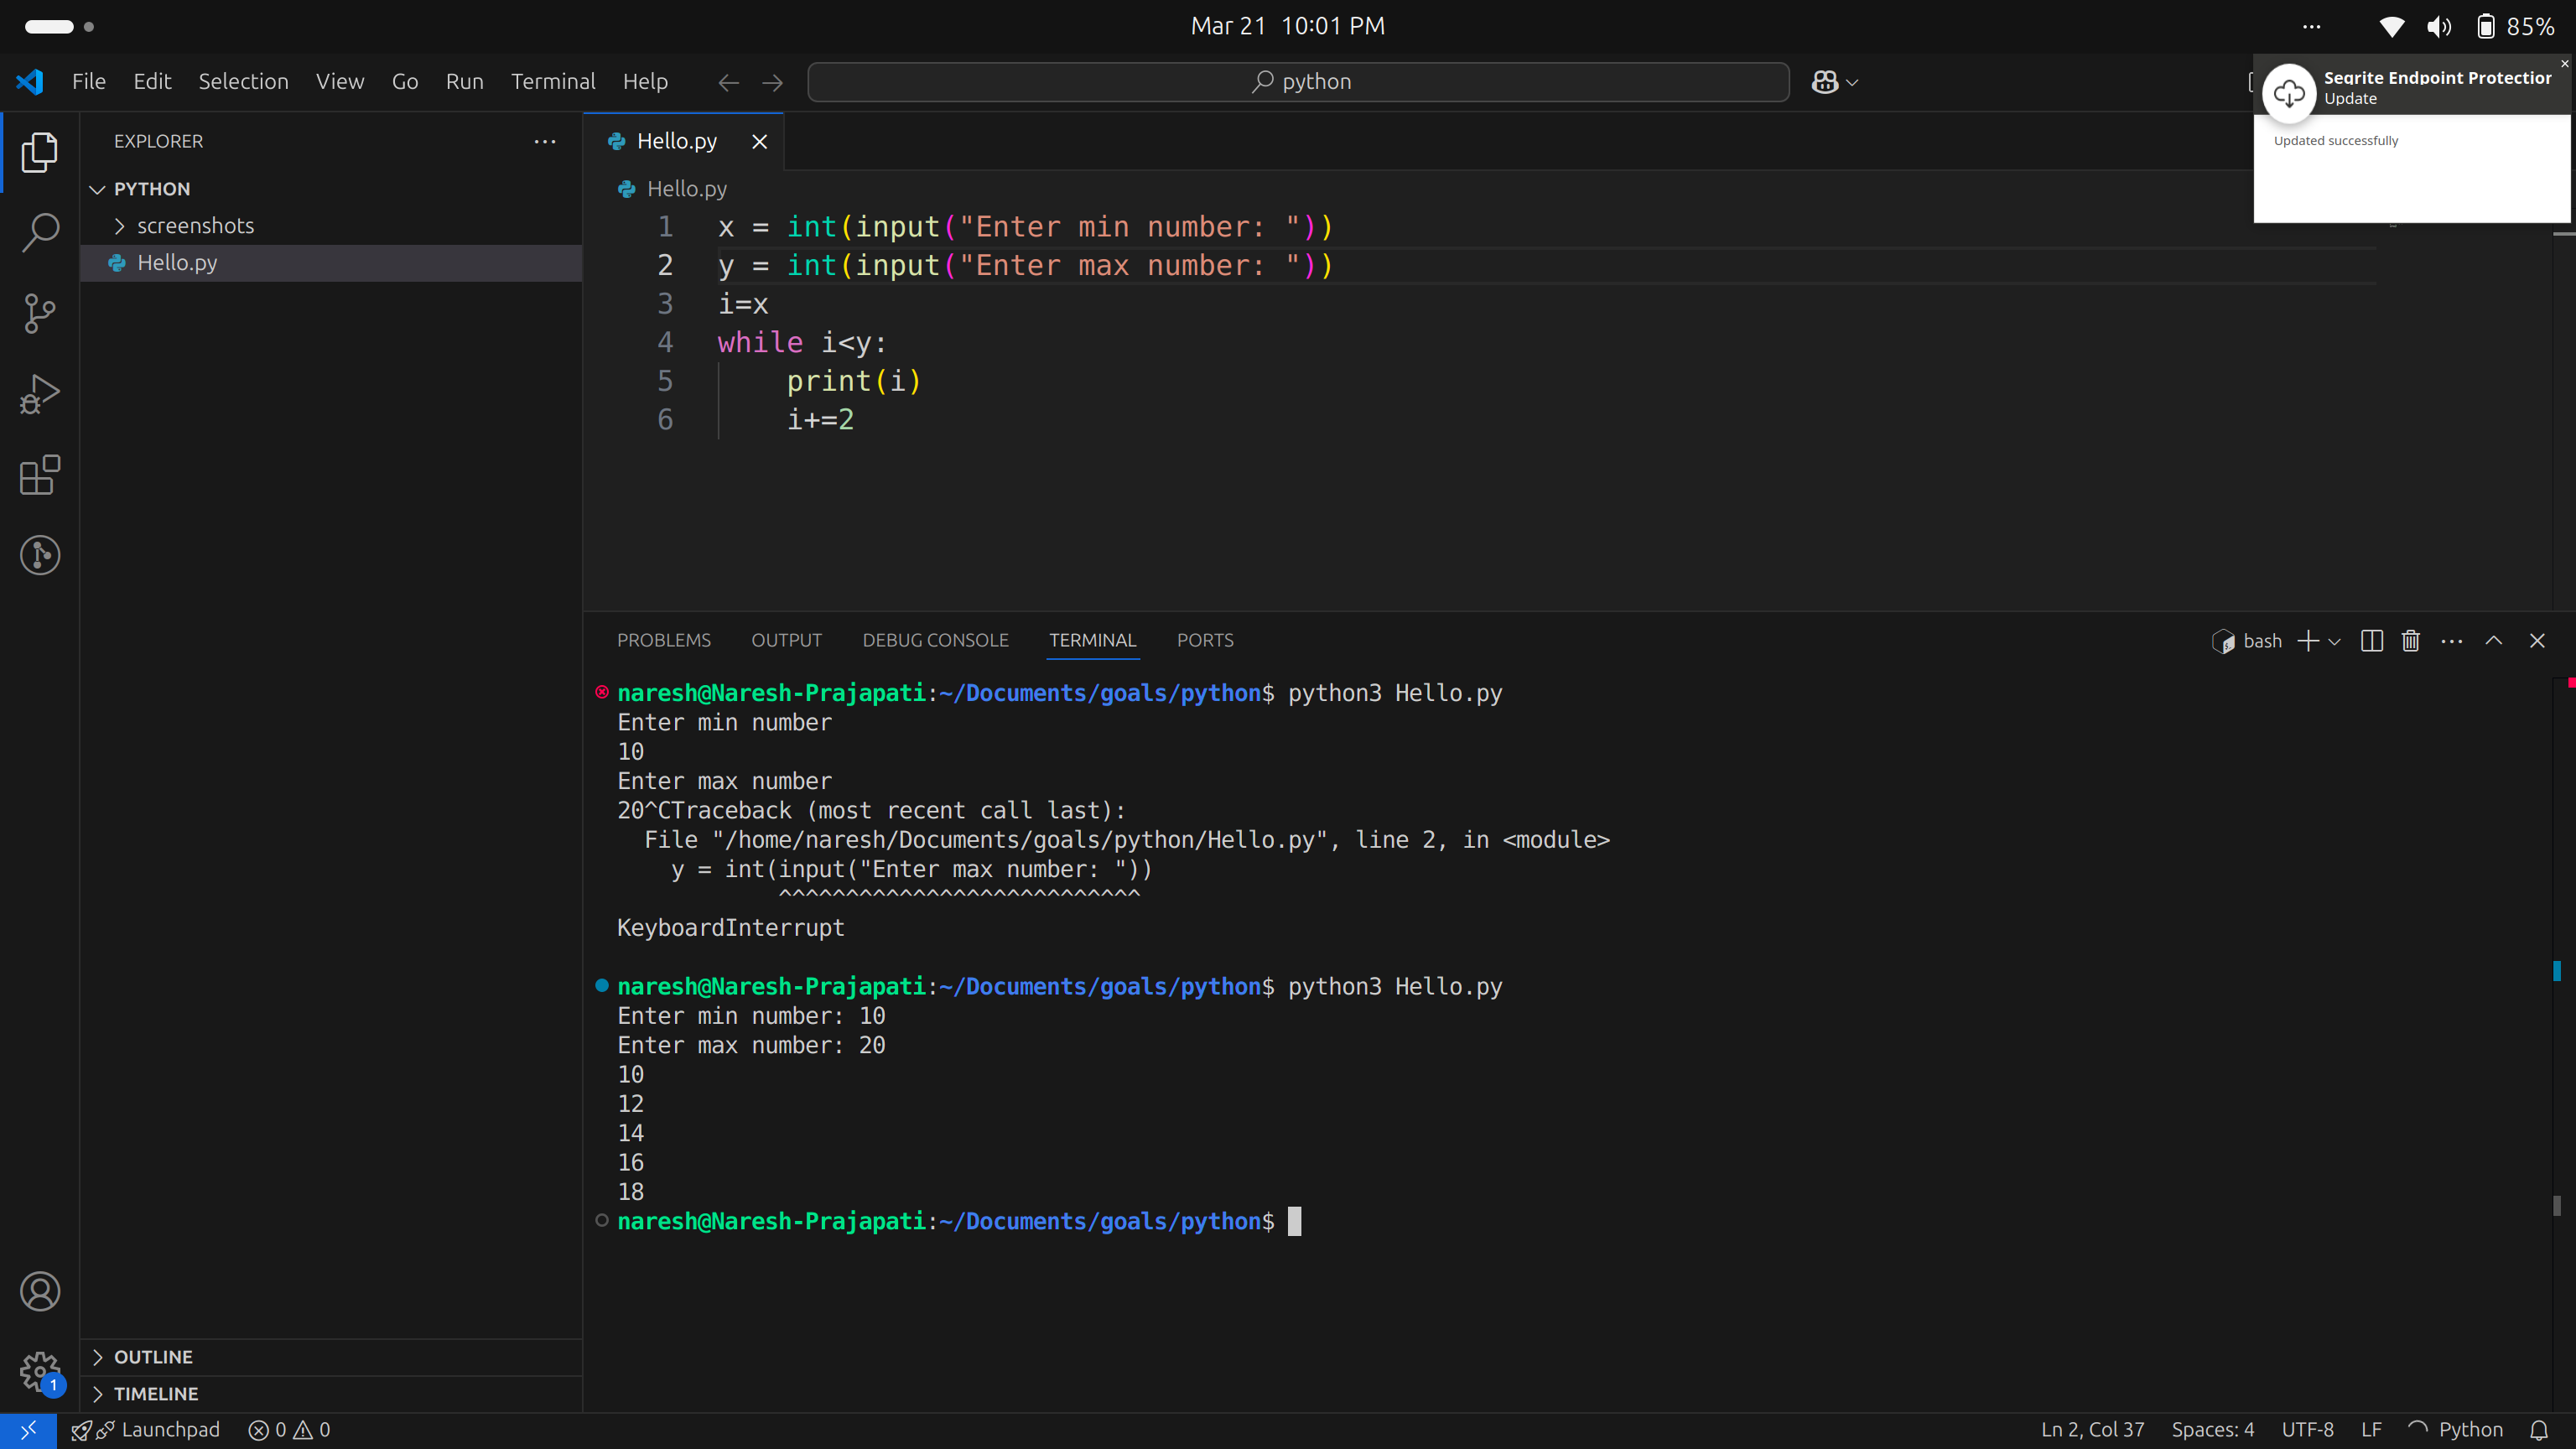 Mar 21 10:01 PM
85%
File Edit Selection View Go Run Terminal Help
python
Seqrite Endpoint Protection
Update
Updated successfully
EXPLORER
PYTHON
screenshots
Hello.py
Hello.py
Hello.py
1 x = int(input("Enter min number: "))
2 y = int(input("Enter max number: "))
3 i=x
4 while i<y:
5     print(i)
6     i+=2
PROBLEMS OUTPUT DEBUG CONSOLE TERMINAL PORTS
bash
naresh@Naresh-Prajapati:~/Documents/goals/python$ python3 Hello.py
Enter min number
10
Enter max number
20^CTraceback (most recent call last):
  File "/home/naresh/Documents/goals/python/Hello.py", line 2, in <module>
    y = int(input("Enter max number: "))
            ^^^^^^^^^^^^^^^^^^^^^^^^^^^
KeyboardInterrupt
naresh@Naresh-Prajapati:~/Documents/goals/python$ python3 Hello.py
Enter min number: 10
Enter max number: 20
10
12
14
16
18
naresh@Naresh-Prajapati:~/Documents/goals/python$
OUTLINE
1
TIMELINE
Launchpad 0 0
Ln 2, Col 37 Spaces: 4 UTF-8 LF Python